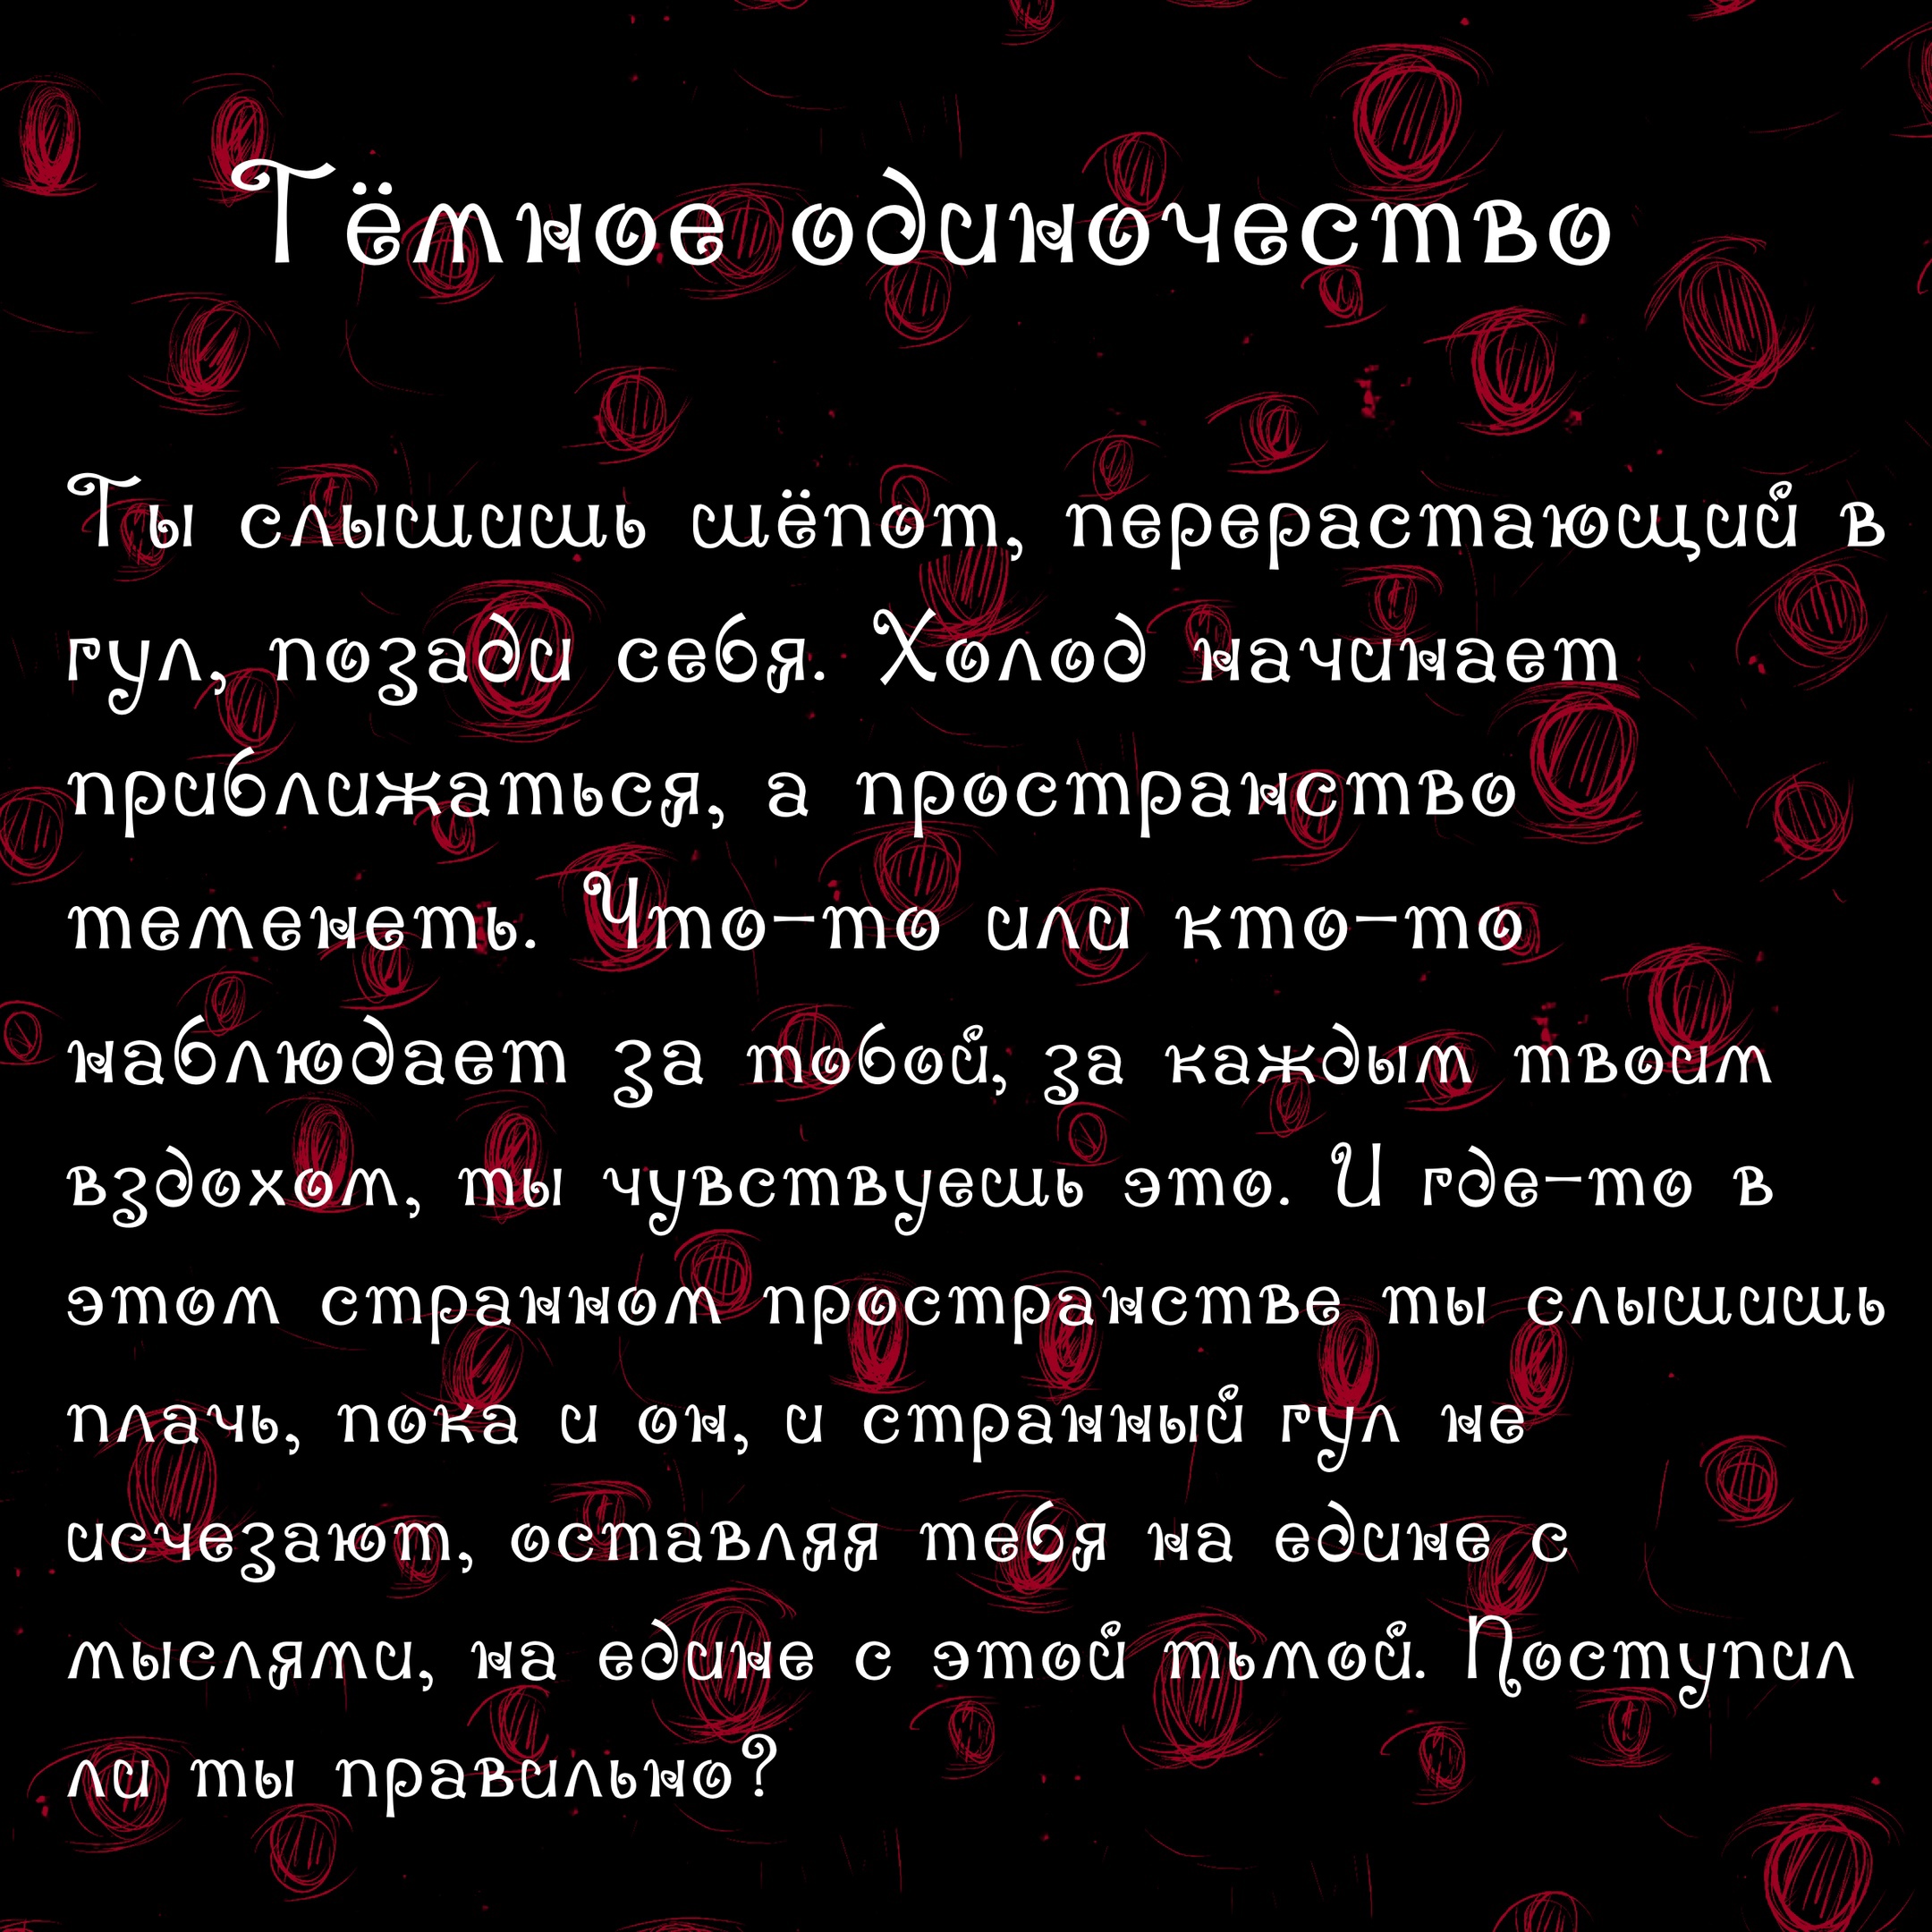 Тёмное одиночество
Ты слышишь шёпот, перерастающий в
гул, позади себя. Холод начинает
приближаться, а пространство
теменеть. Что-то или кто-то
наблюдает за тобой, за каждым твоим
вздохом, ты чувствуешь это. И где-то в
этом странном пространстве ты слышишь
плачь, пока и он, и странный гул не
исчезают, оставляя тебя на едине с
мыслями, на едине с этой тьмой. Поступил
ли ты правильно?